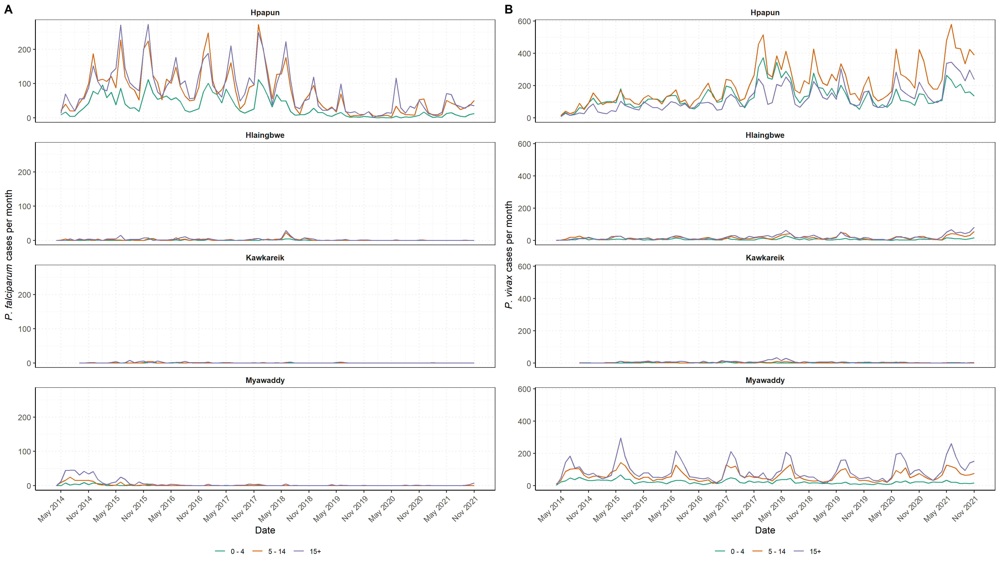 A
P. falciparum cases per month
Hpapun
200
100
0
Hlaingbwe
200
100
0
Kawkareik
200
100
0
Myawaddy
200
100
0
May 2014
Nov 2014
May 2015
Nov 2015
May 2016
Nov 2016
May 2017
Nov 2017
May 2018
Nov 2018
May 2019
Nov 2019
May 2020
Nov 2020
May 2021
Nov 2021
Date
0 - 4
5 - 14
15+
B
P. vivax cases per month
Hpapun
600
400
200
0
Hlaingbwe
600
400
200
0
Kawkareik
600
400
200
0
Myawaddy
600
400
200
0
May 2014
Nov 2014
May 2015
Nov 2015
May 2016
Nov 2016
May 2017
Nov 2017
May 2018
Nov 2018
May 2019
Nov 2019
May 2020
Nov 2020
May 2021
Nov 2021
Date
0 - 4
5 - 14
15+